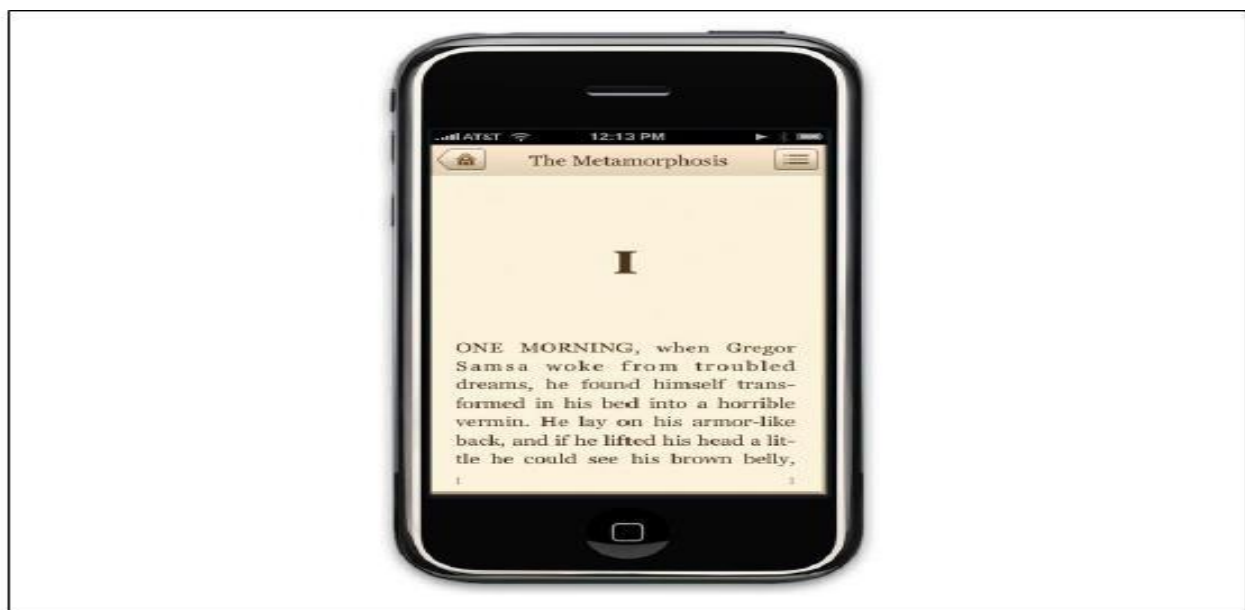 AT&T 12:13 PM
The Metamorphosis
I
ONE MORNING, when Gregor
Samsa woke from troubled
dreams, he found himself trans-
formed in his bed into a horrible
vermin. He lay on his armor-like
back, and if he lifted his head a lit-
tle he could see his brown belly,
I 1